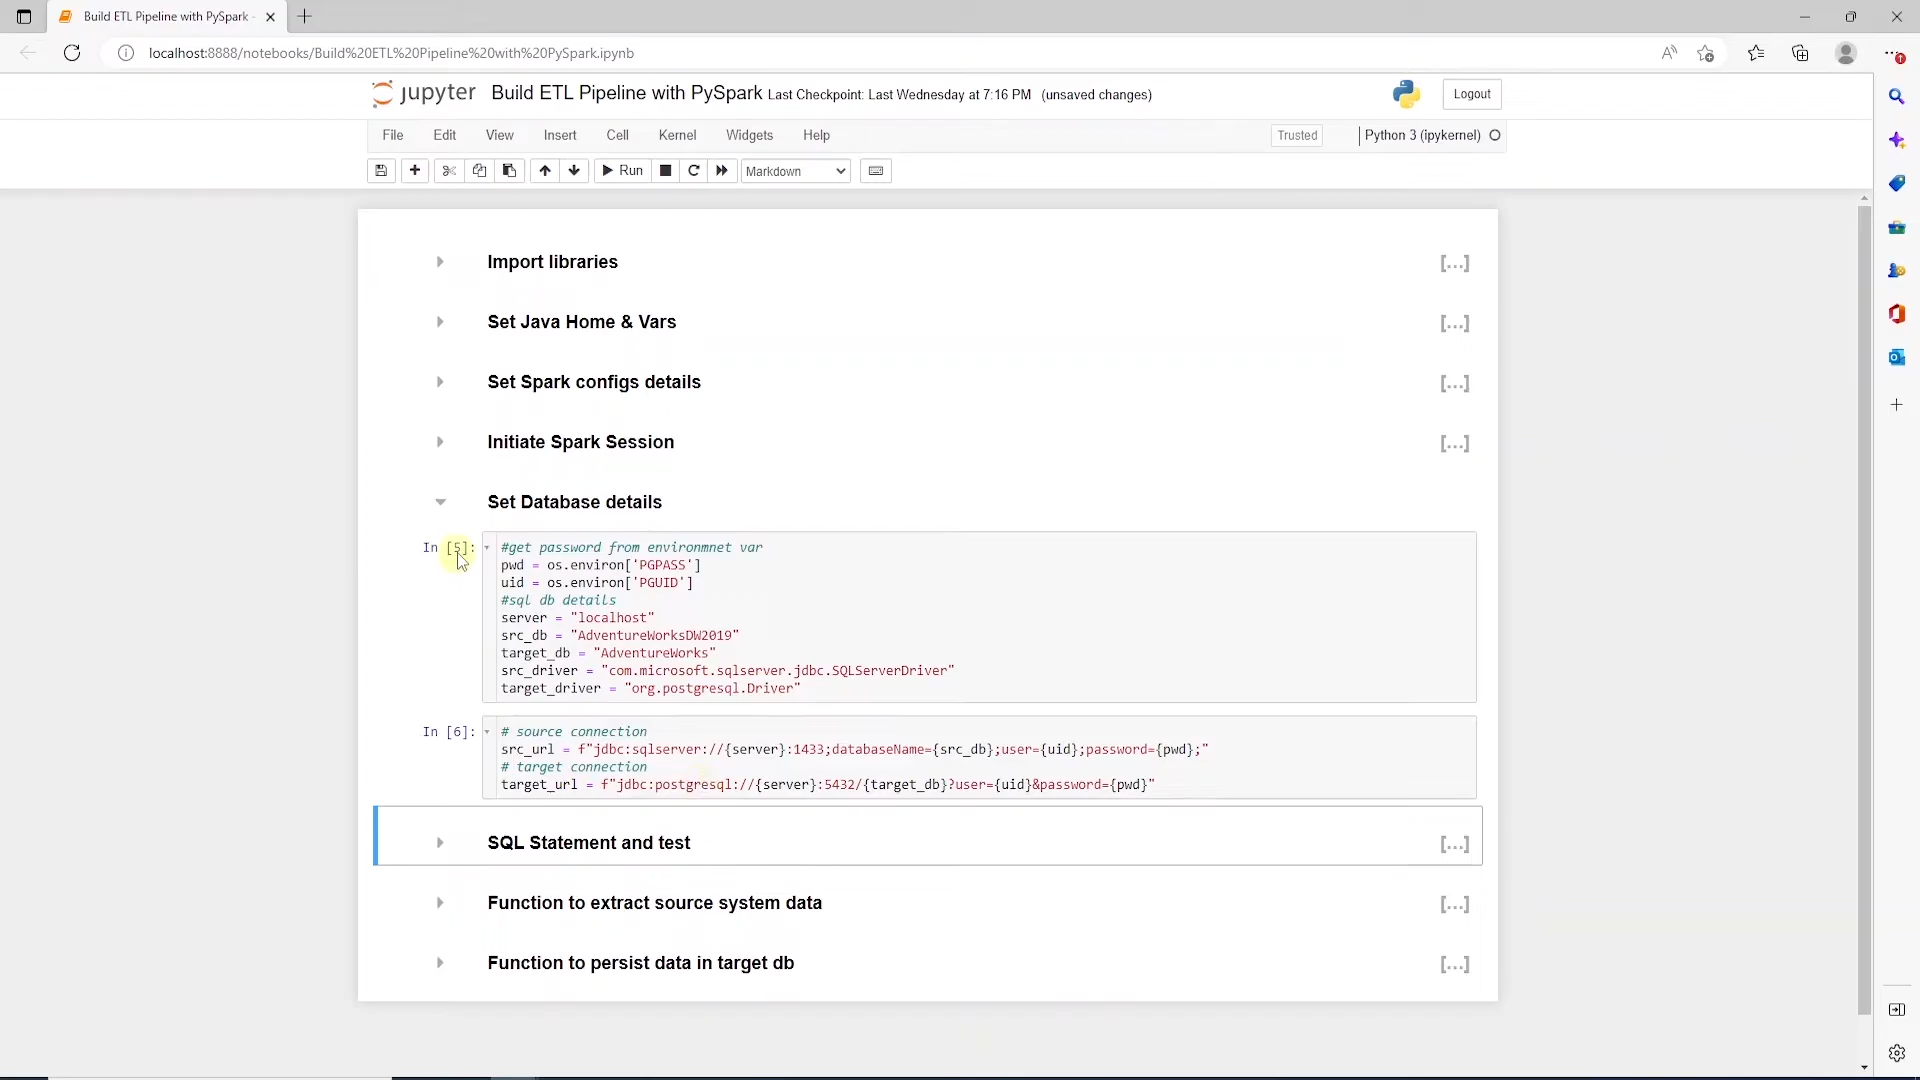 Build ETL Pipeline with PySpark -
localhost:8888/notebooks/Build%20ETL%20Pipeline%20with%20PySpark.ipynb
jupyter Build ETL Pipeline with PySpark Last Checkpoint: Last Wednesday at 7:16 PM (unsaved changes)
Logout
File Edit View Insert Cell Kernel Widgets Help
Trusted
Python 3 (ipykernel)
Run
Markdown
Import libraries
[...]
Set Java Home & Vars
[...]
Set Spark configs details
[...]
Initiate Spark Session
[...]
Set Database details
In [5]:
#get password from environmnet var
pwd = os.environ['PGPASS']
uid = os.environ['PGUID']
#sql db details
server = "localhost"
src_db = "AdventureWorksDW2019"
target_db = "AdventureWorks"
src_driver = "com.microsoft.sqlserver.jdbc.SQLServerDriver"
target_driver = "org.postgresql.Driver"
In [6]:
# source connection
src_url = f"jdbc:sqlserver://{server}:1433;databaseName={src_db};user={uid};password={pwd};"
# target connection
target_url = f"jdbc:postgresql://{server}:5432/{target_db}?user={uid}&password={pwd}"
SQL Statement and test
[...]
Function to extract source system data
[...]
Function to persist data in target db
[...]